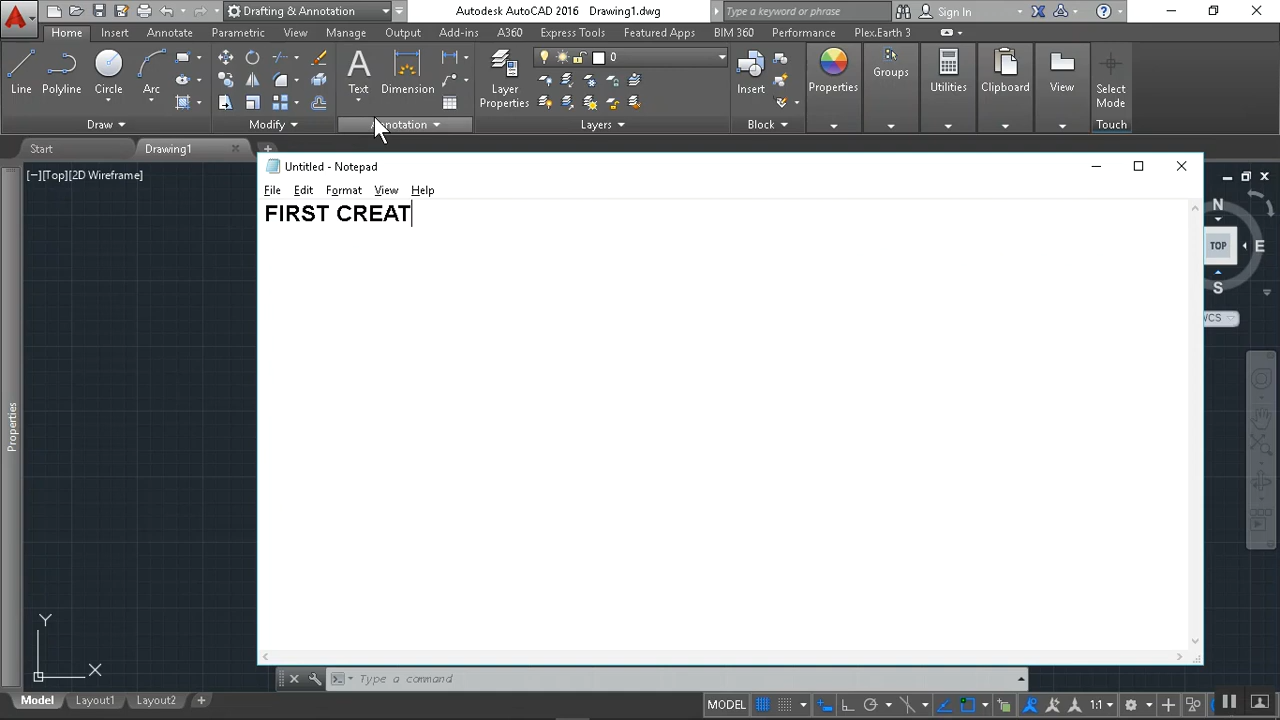 Drafting & Annotation
Autodesk AutoCAD 2016 Drawing1.dwg
Type a keyword or phrase
Sign In
Home Insert Annotate Parametric View Manage Output Add-ins A360 Express Tools Featured Apps BIM 360 Performance Plex.Earth 3
0
Line Polyline Circle Arc Text Dimension Layer Properties Insert Properties Groups Utilities Clipboard View Select Mode
Draw Modify Annotation Layers Block Touch
Start Drawing1
[−][Top][2D Wireframe]
Untitled - Notepad
File Edit Format View Help
FIRST CREAT
N
TOP E
S
WCS
Properties
Y
X
Type a command
Model Layout1 Layout2
MODEL 1:1